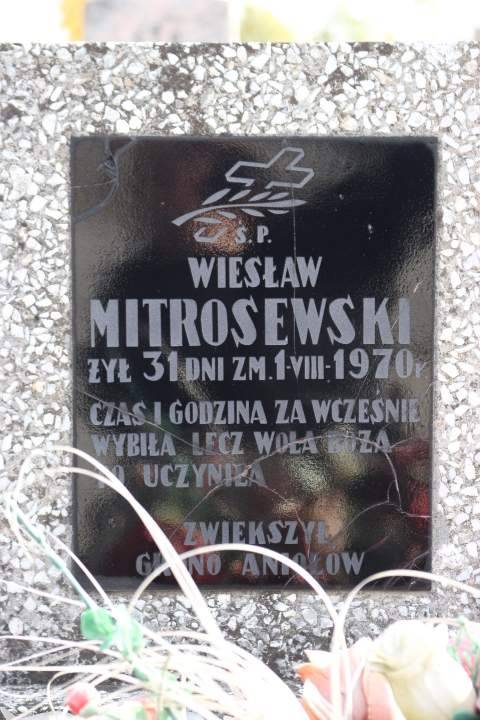 Ś.P.
WIESŁAW
MITROSEWSKI
ŻYŁ 31 DNI ZM. 1-VIII-1970r
CZAS I GODZINA ZA WCZEŚNIE
WYBIŁA LECZ WOLA BOŻA
UCZYNIŁA
ZWIĘKSZYŁ
GRONO ANIOŁÓW